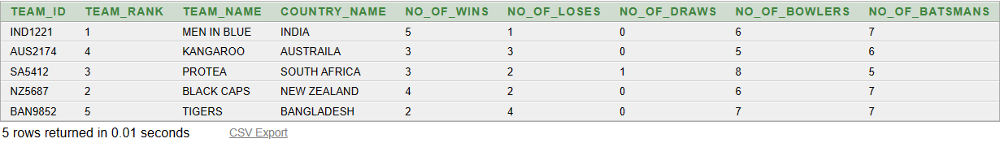 TEAM_ID TEAM_RANK TEAM_NAME COUNTRY_NAME NO_OF_WINS NO_OF_LOSES NO_OF_DRAWS NO_OF_BOWLERS NO_OF_BATSMANS
IND1221 1 MEN IN BLUE INDIA 5 1 0 6 7
AUS2174 4 KANGAROO AUSTRAILA 3 3 0 5 6
SA5412 3 PROTEA SOUTH AFRICA 3 2 1 8 5
NZ5687 2 BLACK CAPS NEW ZEALAND 4 2 0 6 7
BAN9852 5 TIGERS BANGLADESH 2 4 0 7 7
5 rows returned in 0.01 seconds CSV Export